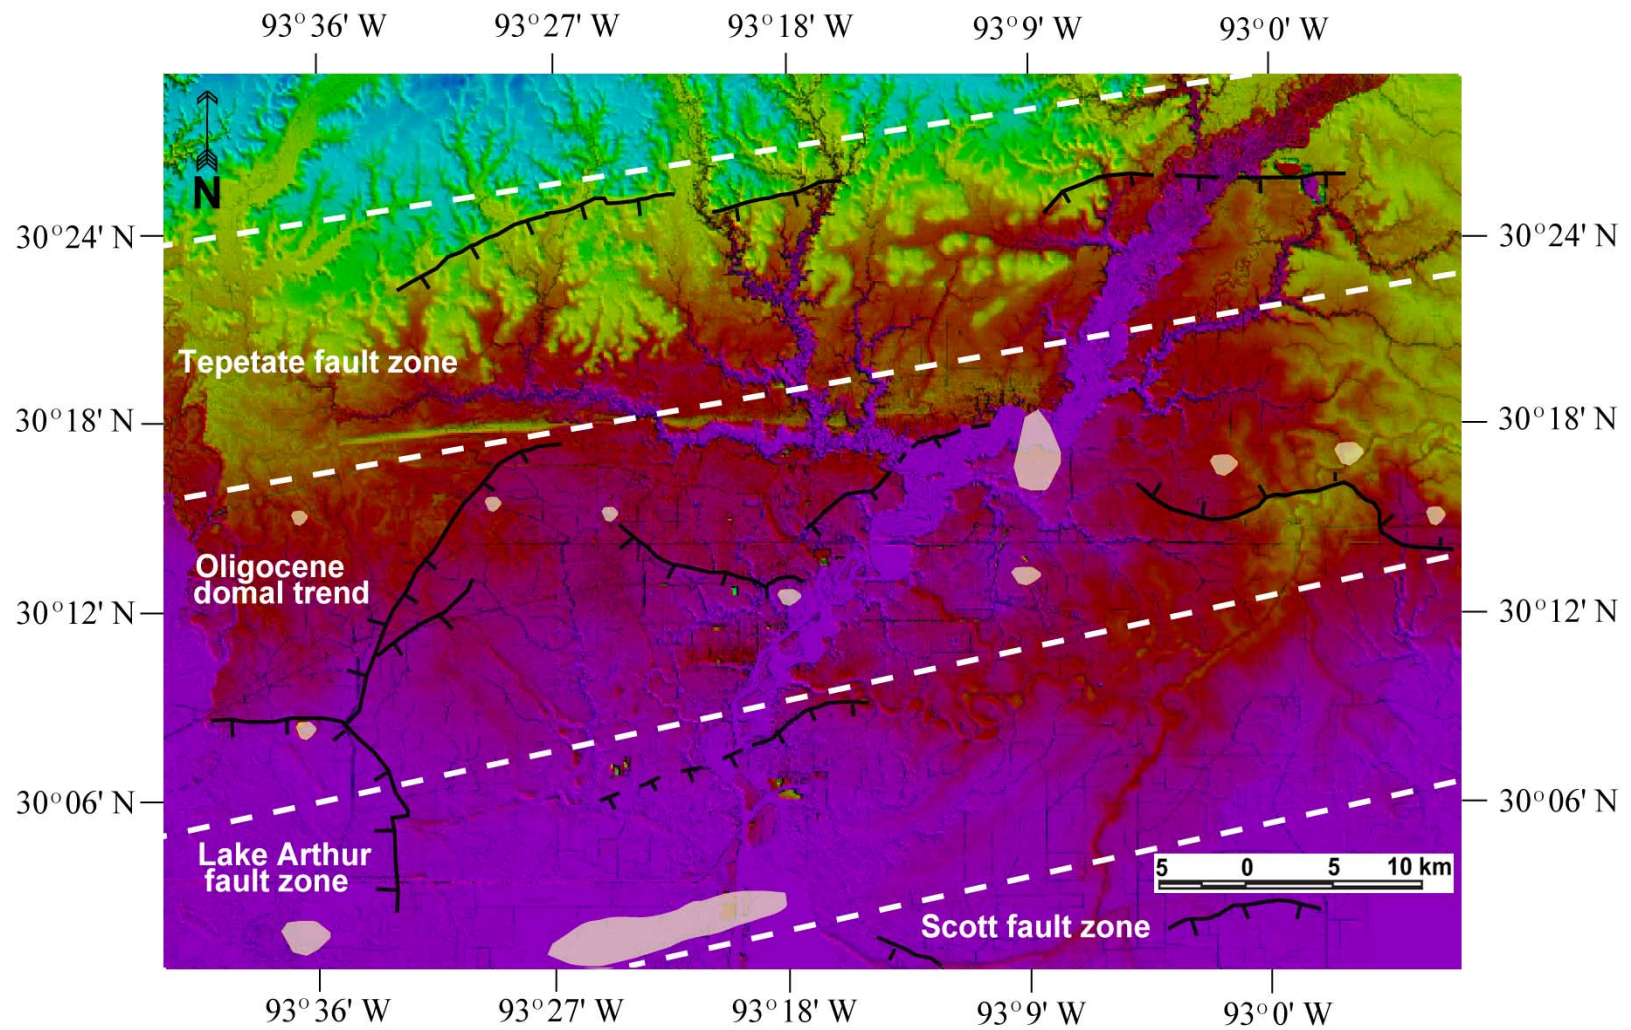 93°36' W 93°27' W 93°18' W 93°9' W 93°0' W
N
30°24' N 30°24' N
Tepetate fault zone
30°18' N 30°18' N
Oligocene
domal trend
30°12' N 30°12' N
30°06' N 30°06' N
Lake Arthur
fault zone
5 0 5 10 km
Scott fault zone
93°36' W 93°27' W 93°18' W 93°9' W 93°0' W